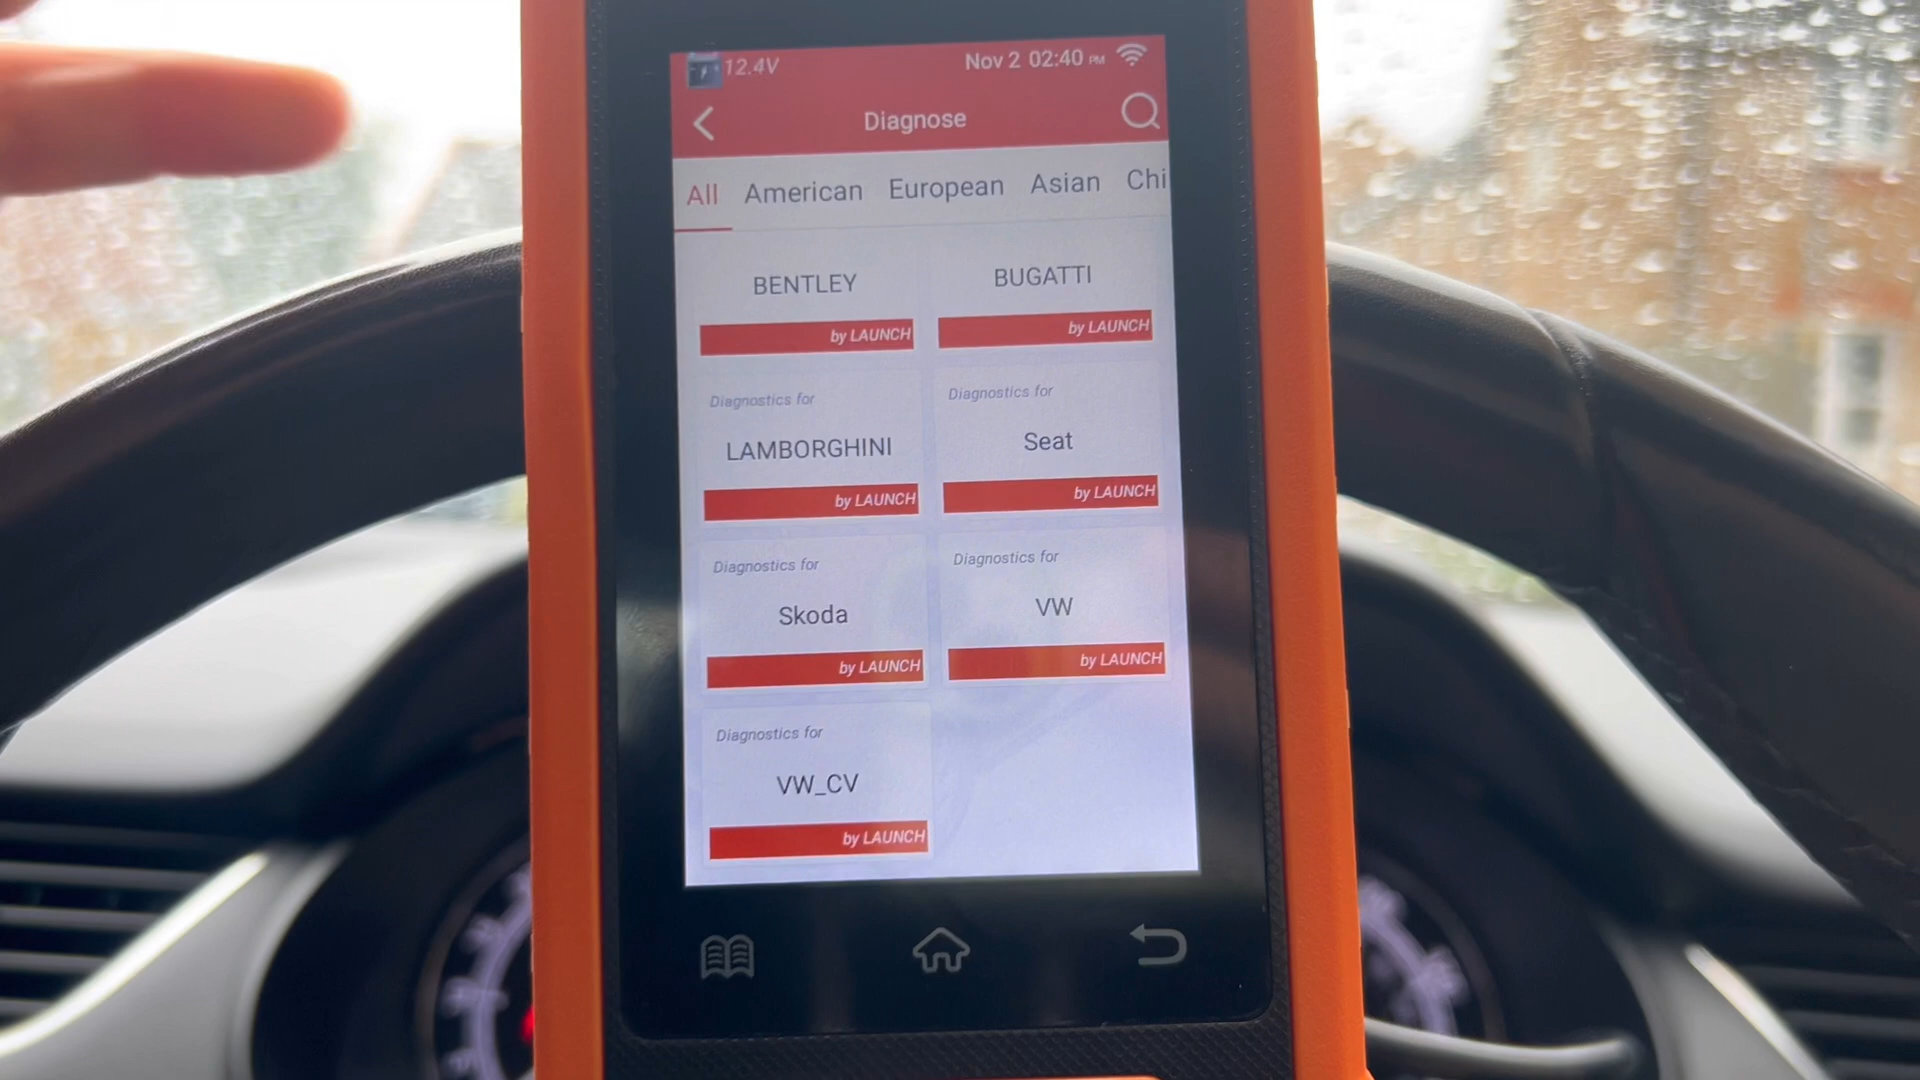 12.4V Nov 2 02:40 PM
Diagnose
All American European Asian Chi
BENTLEY BUGATTI
by LAUNCH by LAUNCH
Diagnostics for Diagnostics for
LAMBORGHINI Seat
by LAUNCH by LAUNCH
Diagnostics for Diagnostics for
Skoda VW
by LAUNCH by LAUNCH
Diagnostics for
VW_CV
by LAUNCH